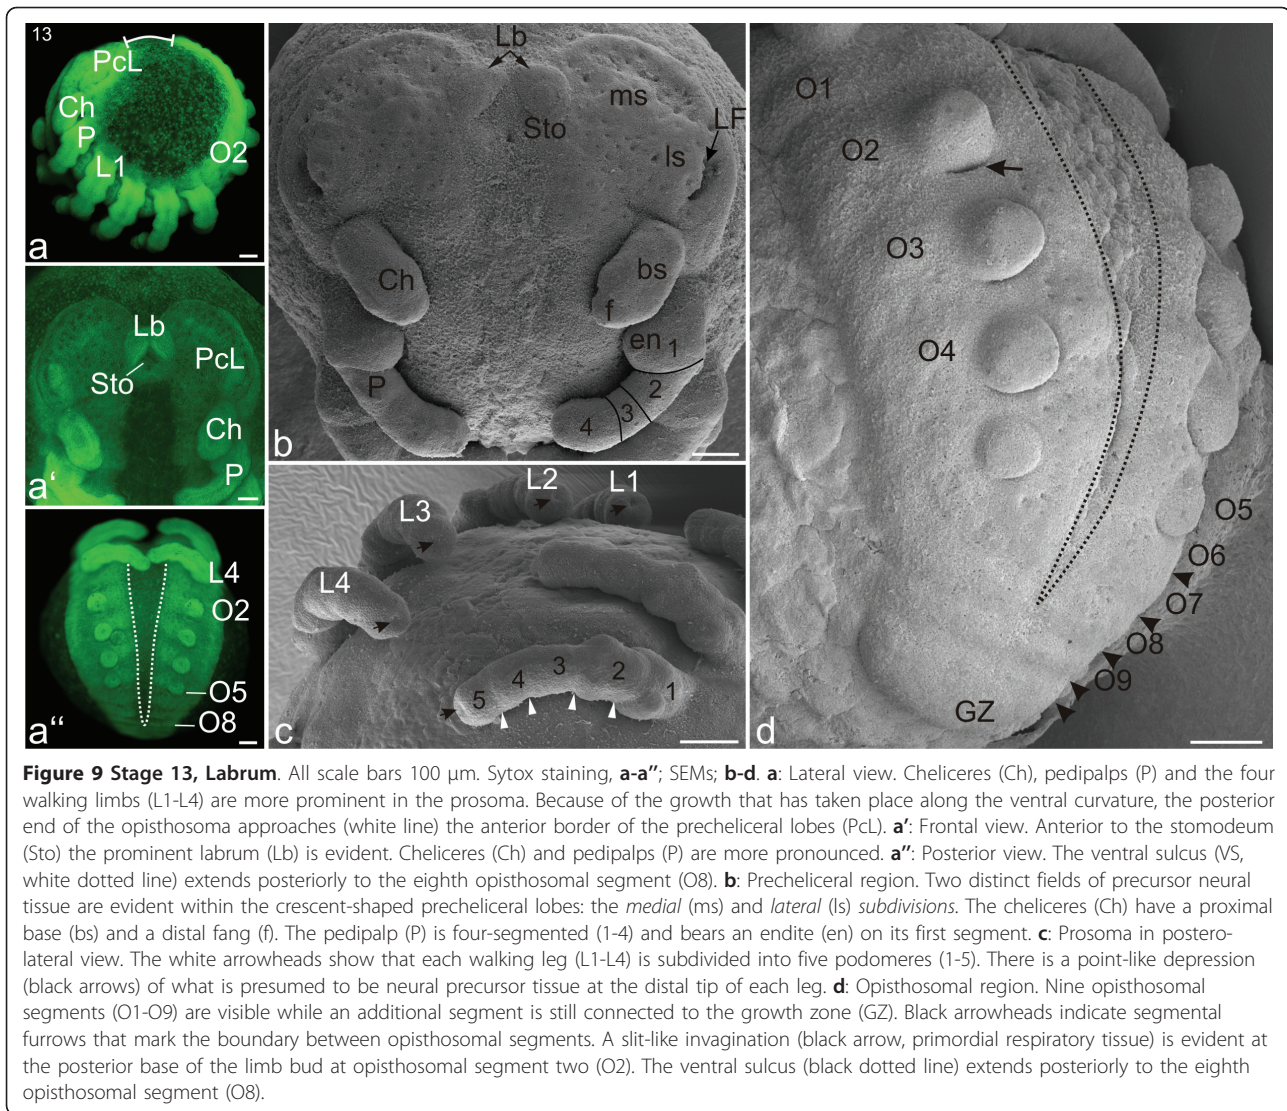 13
PcL
Ch
P
L1
O2
a
Lb
PcL
Sto
Ch
P
a'
L4
O2
O5
O8
a"
Lb
ms
Sto
LF
ls
Ch
bs
f
en
1
P
2
3
4
b
L2
L1
L3
L4
3
4
2
5
1
c
O1
O2
O3
O4
O5
O6
O7
O8
O9
GZ
d
Figure 9 Stage 13, Labrum. All scale bars 100 μm. Sytox staining, a-a"; SEMs; b-d. a: Lateral view. Cheliceres (Ch), pedipalps (P) and the four
walking limbs (L1-L4) are more prominent in the prosoma. Because of the growth that has taken place along the ventral curvature, the posterior
end of the opisthosoma approaches (white line) the anterior border of the precheliceral lobes (PcL). a': Frontal view. Anterior to the stomodeum
(Sto) the prominent labrum (Lb) is evident. Cheliceres (Ch) and pedipalps (P) are more pronounced. a": Posterior view. The ventral sulcus (VS,
white dotted line) extends posteriorly to the eighth opisthosomal segment (O8). b: Precheliceral region. Two distinct fields of precursor neural
tissue are evident within the crescent-shaped precheliceral lobes: the medial (ms) and lateral (ls) subdivisions. The cheliceres (Ch) have a proximal
base (bs) and a distal fang (f). The pedipalp (P) is four-segmented (1-4) and bears an endite (en) on its first segment. c: Prosoma in postero-
lateral view. The white arrowheads show that each walking leg (L1-L4) is subdivided into five podomeres (1-5). There is a point-like depression
(black arrows) of what is presumed to be neural precursor tissue at the distal tip of each leg. d: Opisthosomal region. Nine opisthosomal
segments (O1-O9) are visible while an additional segment is still connected to the growth zone (GZ). Black arrowheads indicate segmental
furrows that mark the boundary between opisthosomal segments. A slit-like invagination (black arrow, primordial respiratory tissue) is evident at
the posterior base of the limb bud at opisthosomal segment two (O2). The ventral sulcus (black dotted line) extends posteriorly to the eighth
opisthosomal segment (O8).